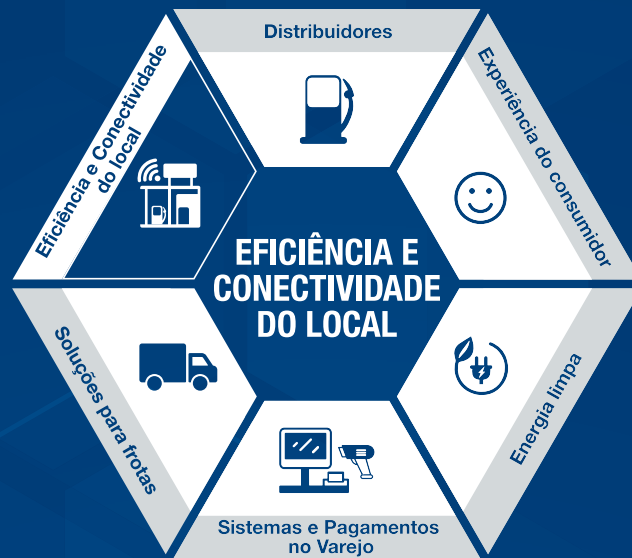 Distribuidores
Eficiência e Conectividade
do local
Experiência do consumidor
EFICIÊNCIA E
CONECTIVIDADE
DO LOCAL
Soluções para frotas
Energia limpa
Sistemas e Pagamentos
no Varejo